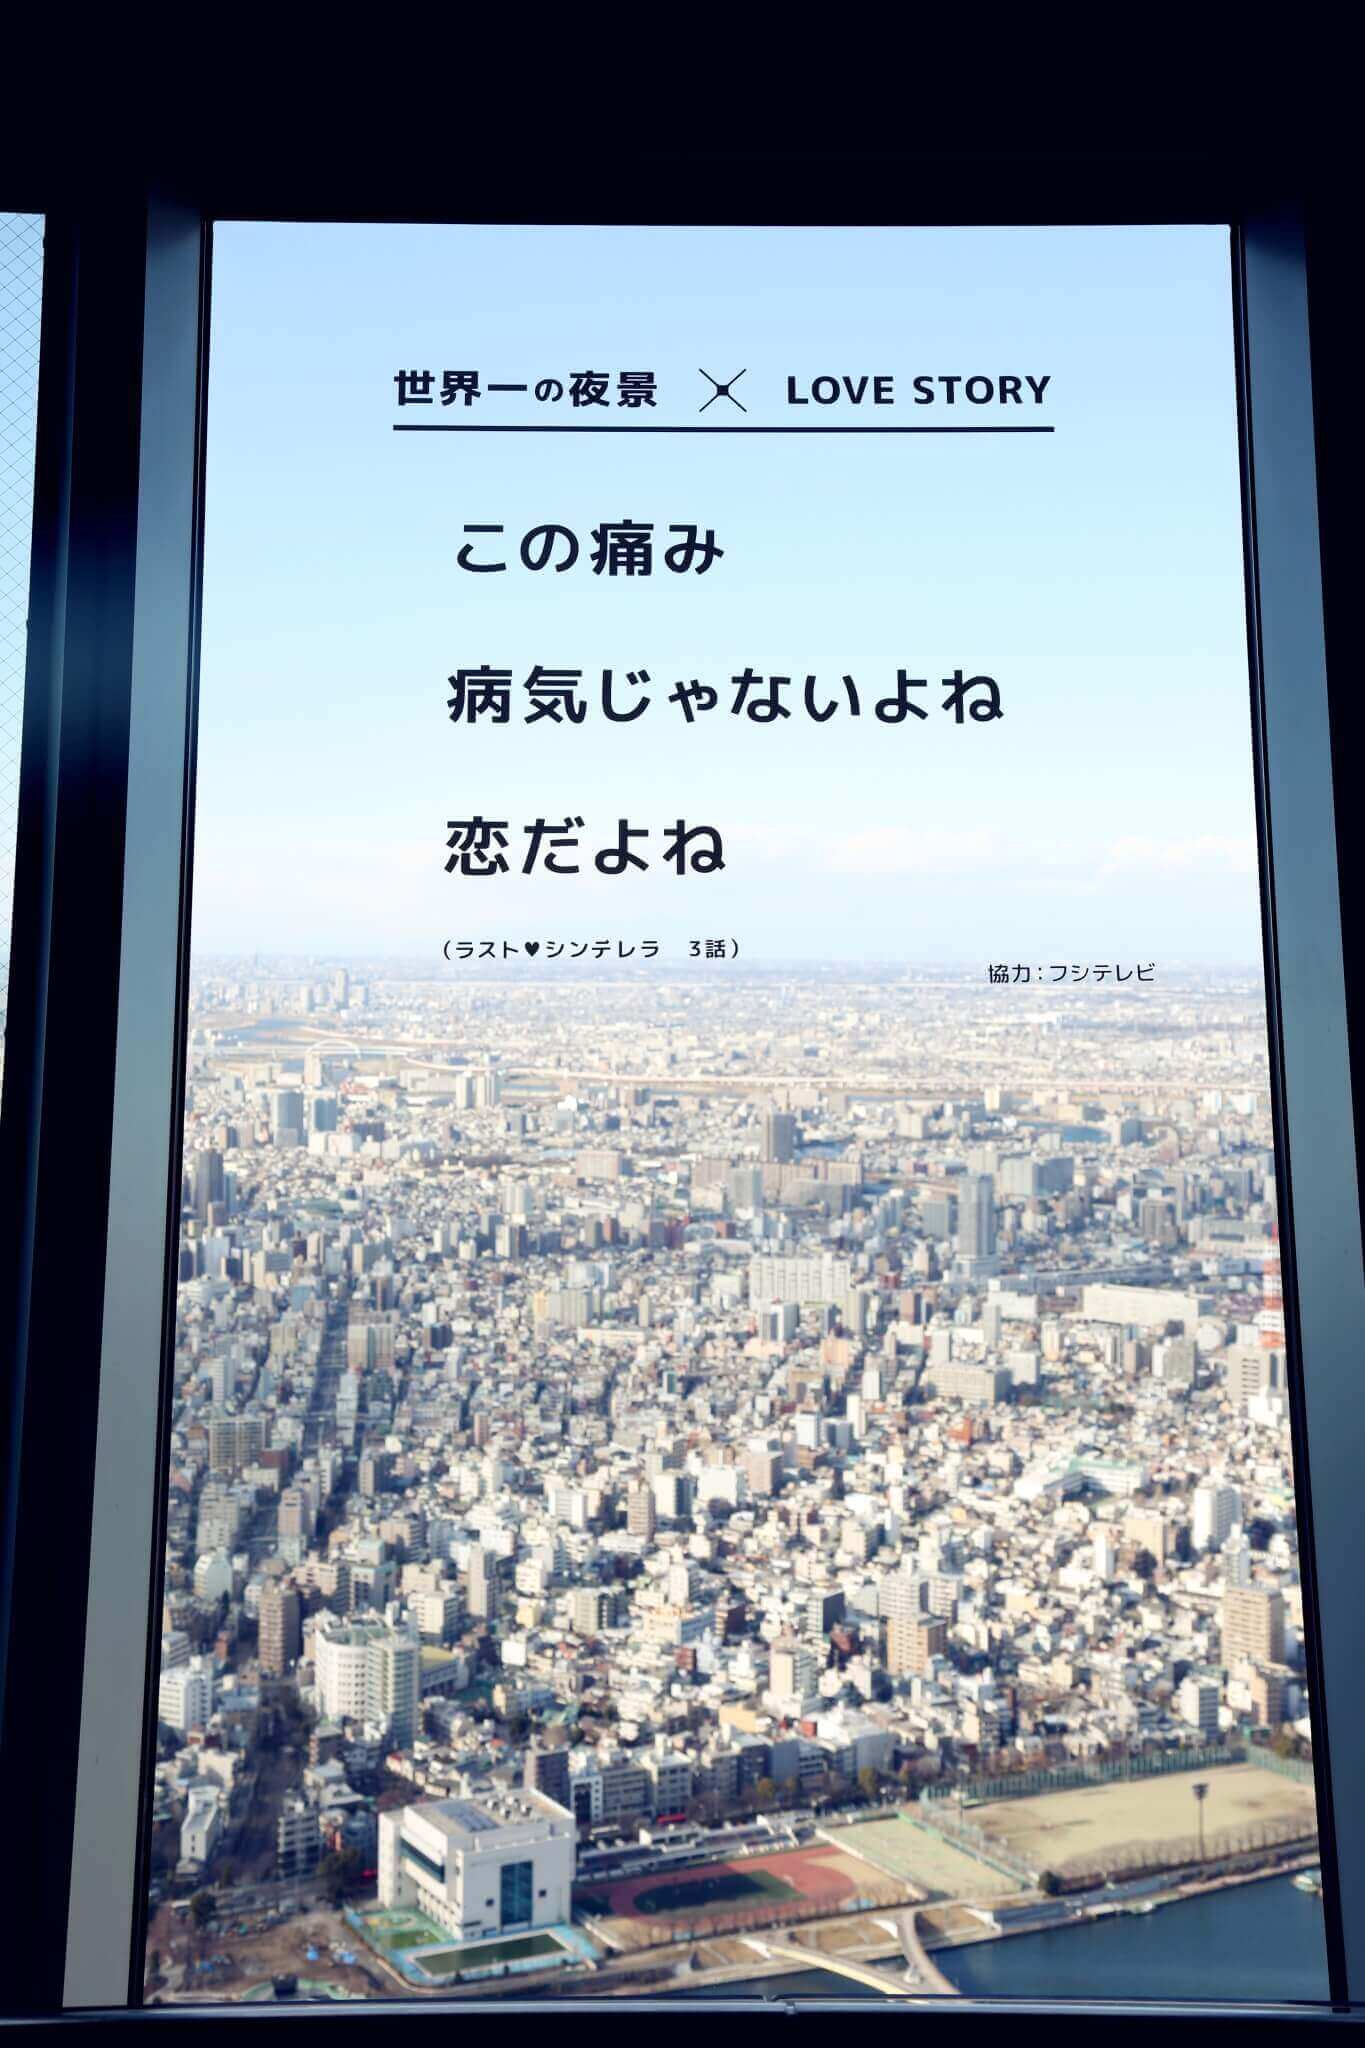 世界一の夜景 × LOVE STORY
この痛み
病気じゃないよね
恋だよね
(ラスト♥シンデレラ　3話)
協力:フジテレビ